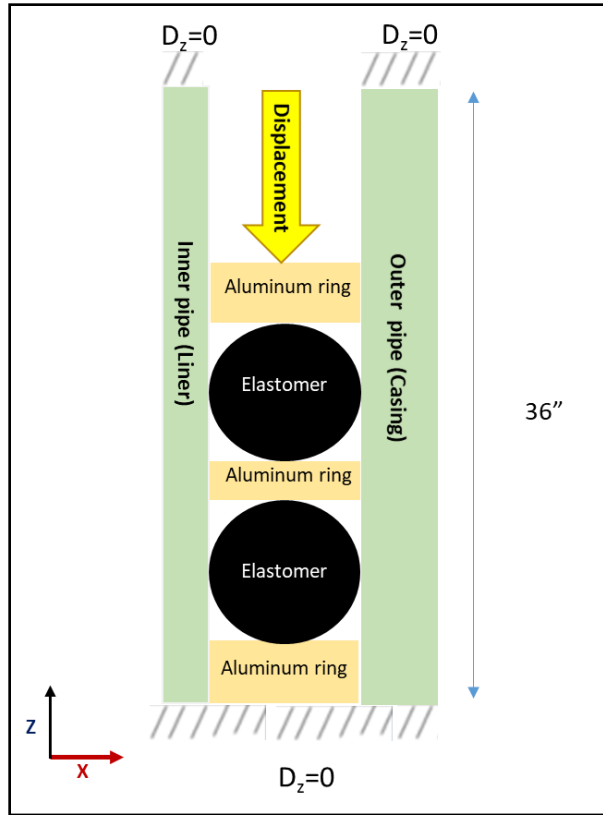 D_z=0
D_z=0
Displacement
Inner pipe (Liner)
Outer pipe (Casing)
Aluminum ring
Elastomer
36”
Aluminum ring
Elastomer
Aluminum ring
Z
X
D_z=0